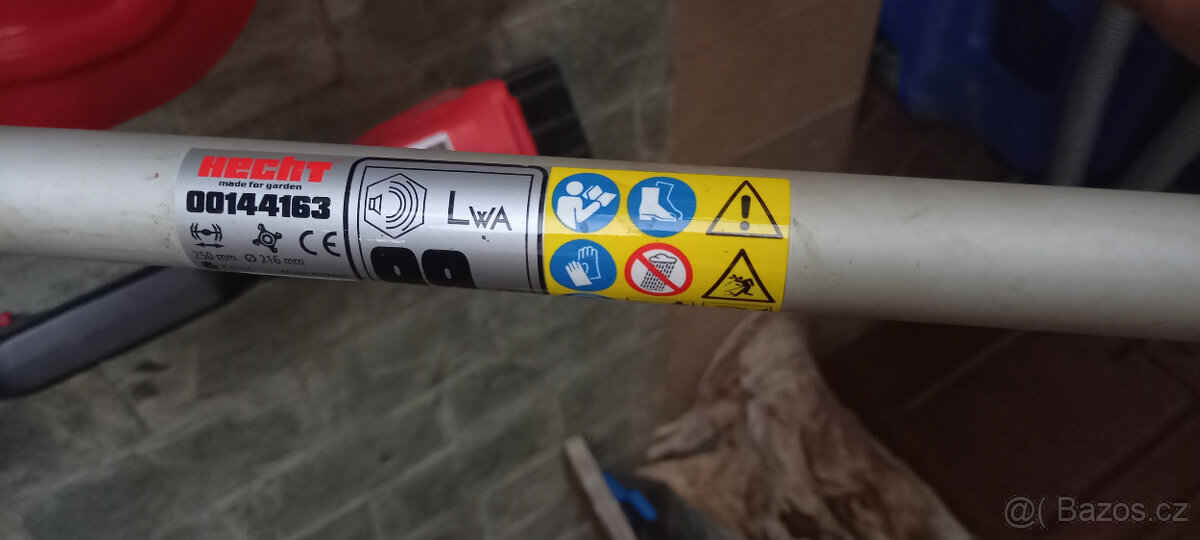 HECHT
made for garden
00144163
CE
250 mm Ø 216 mm
LWA
@( Bazos.cz